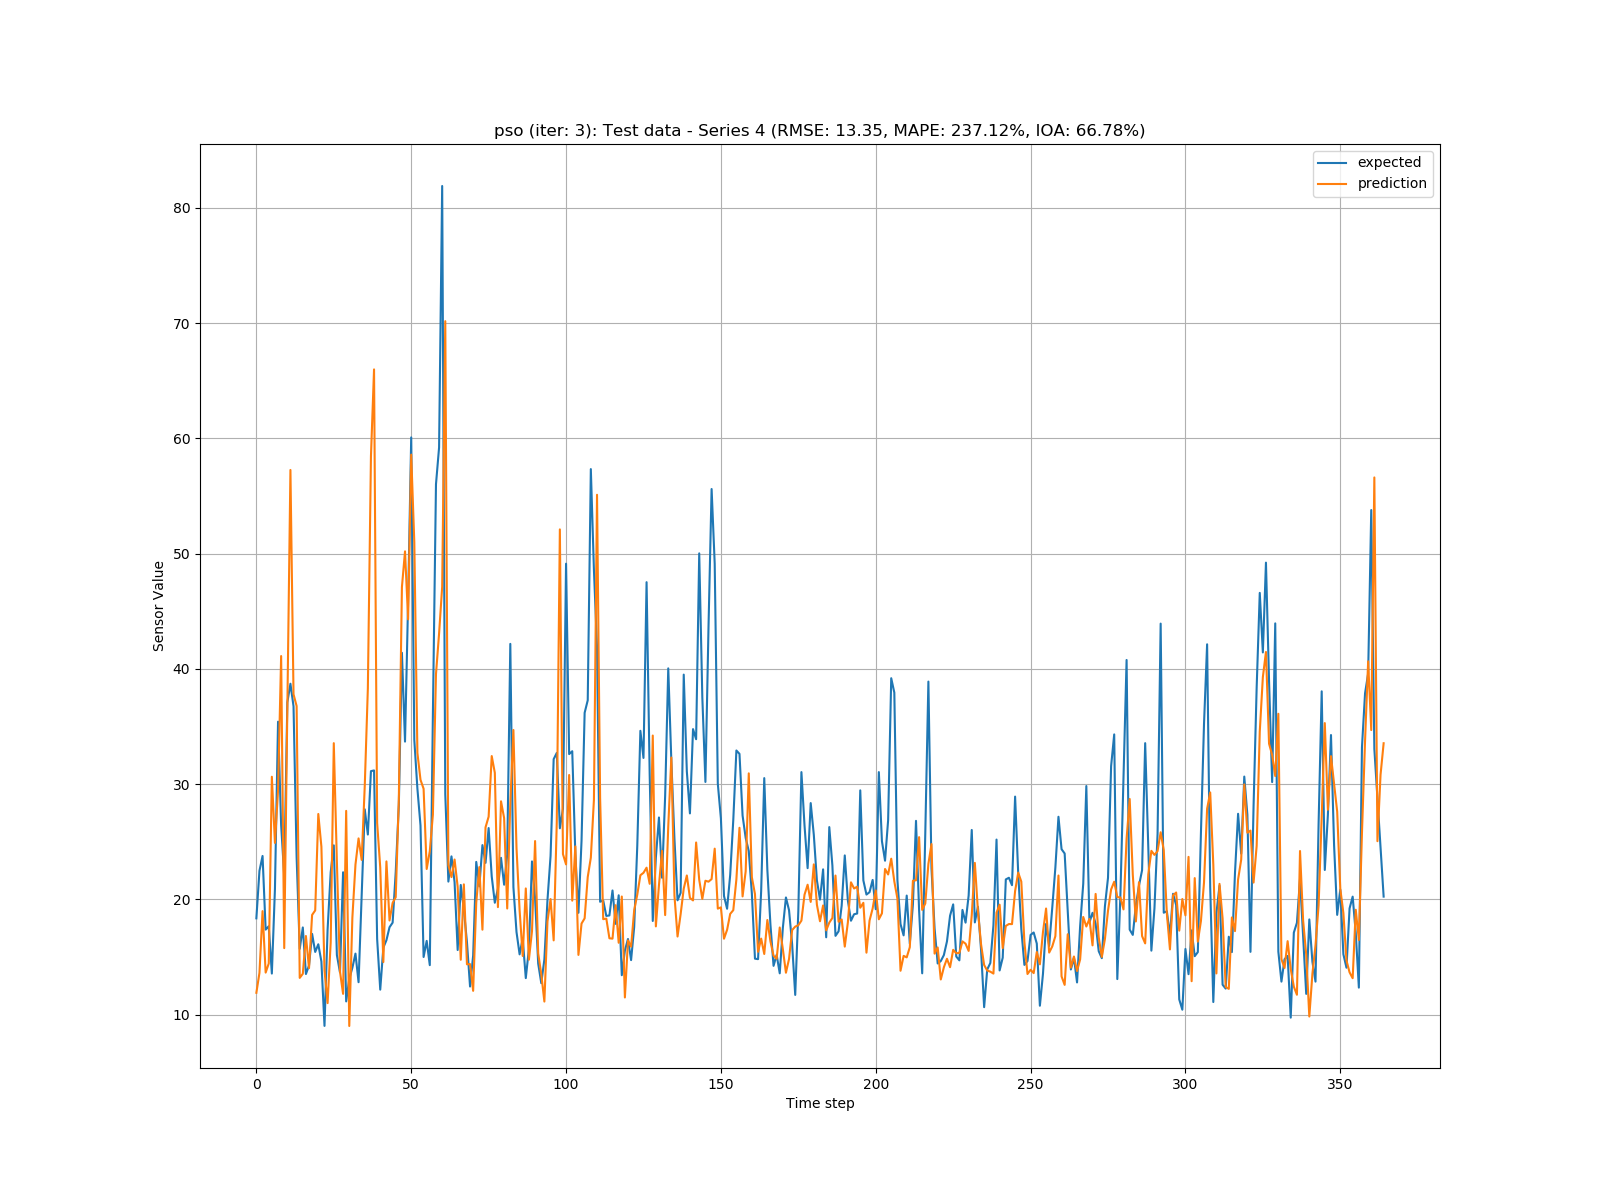 pso (iter: 3): Test data - Series 4 (RMSE: 13.35, MAPE: 237.12%, IOA: 66.78%)
expected
prediction
80
70
60
50
40
30
20
10
Sensor Value
0 50 100 150 200 250 300 350
Time step